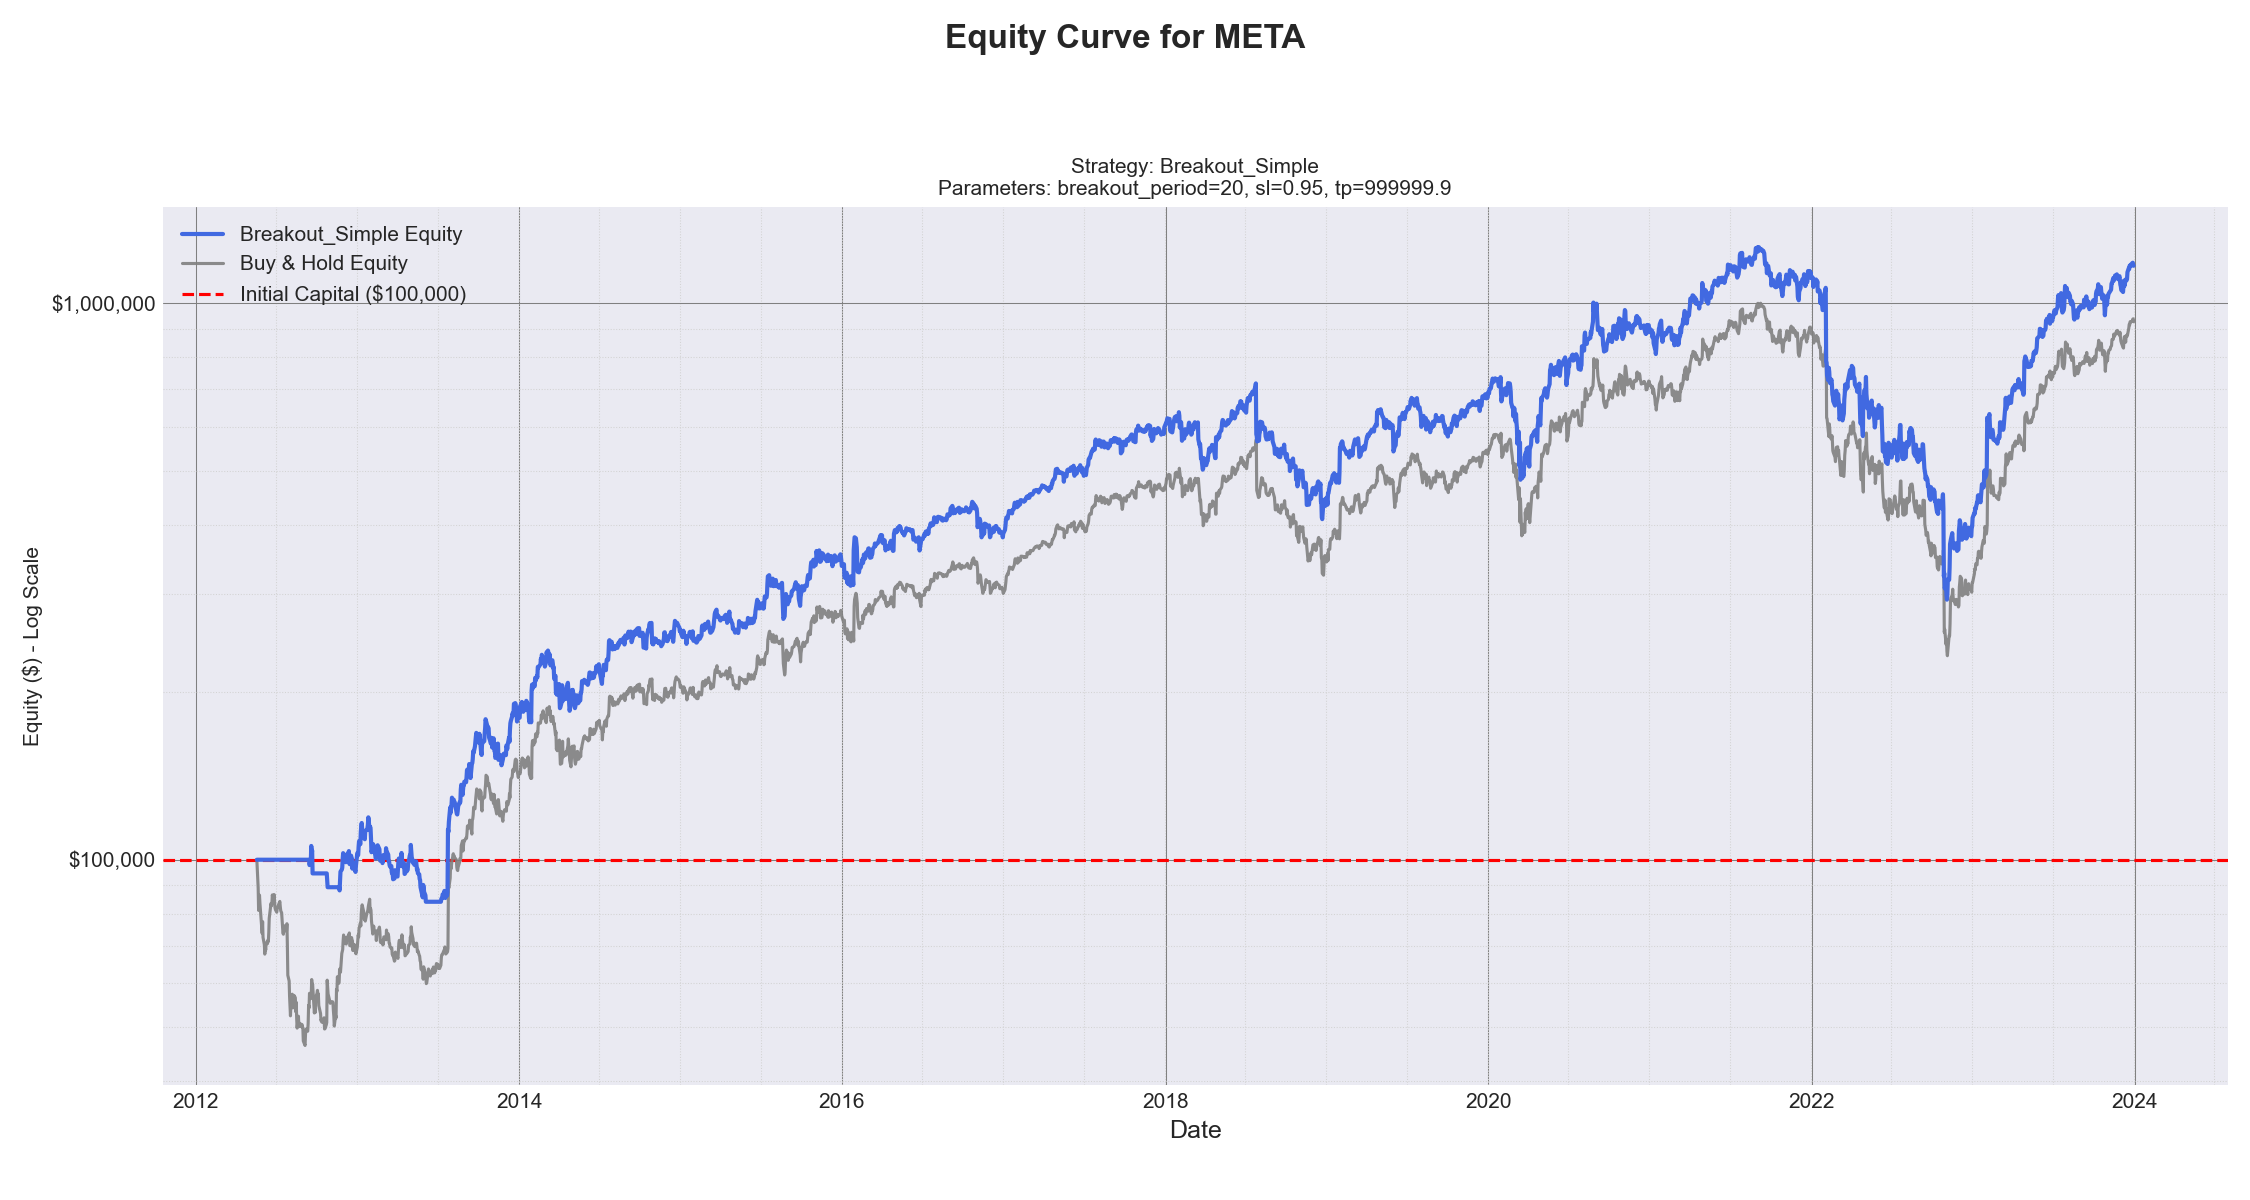 Equity Curve for META
Strategy: Breakout_Simple
Parameters: breakout_period=20, sl=0.95, tp=999999.9
Breakout_Simple Equity
Buy & Hold Equity
Initial Capital ($100,000)
$1,000,000
$100,000
Equity ($) - Log Scale
2012
2014
2016
2018
2020
2022
2024
Date